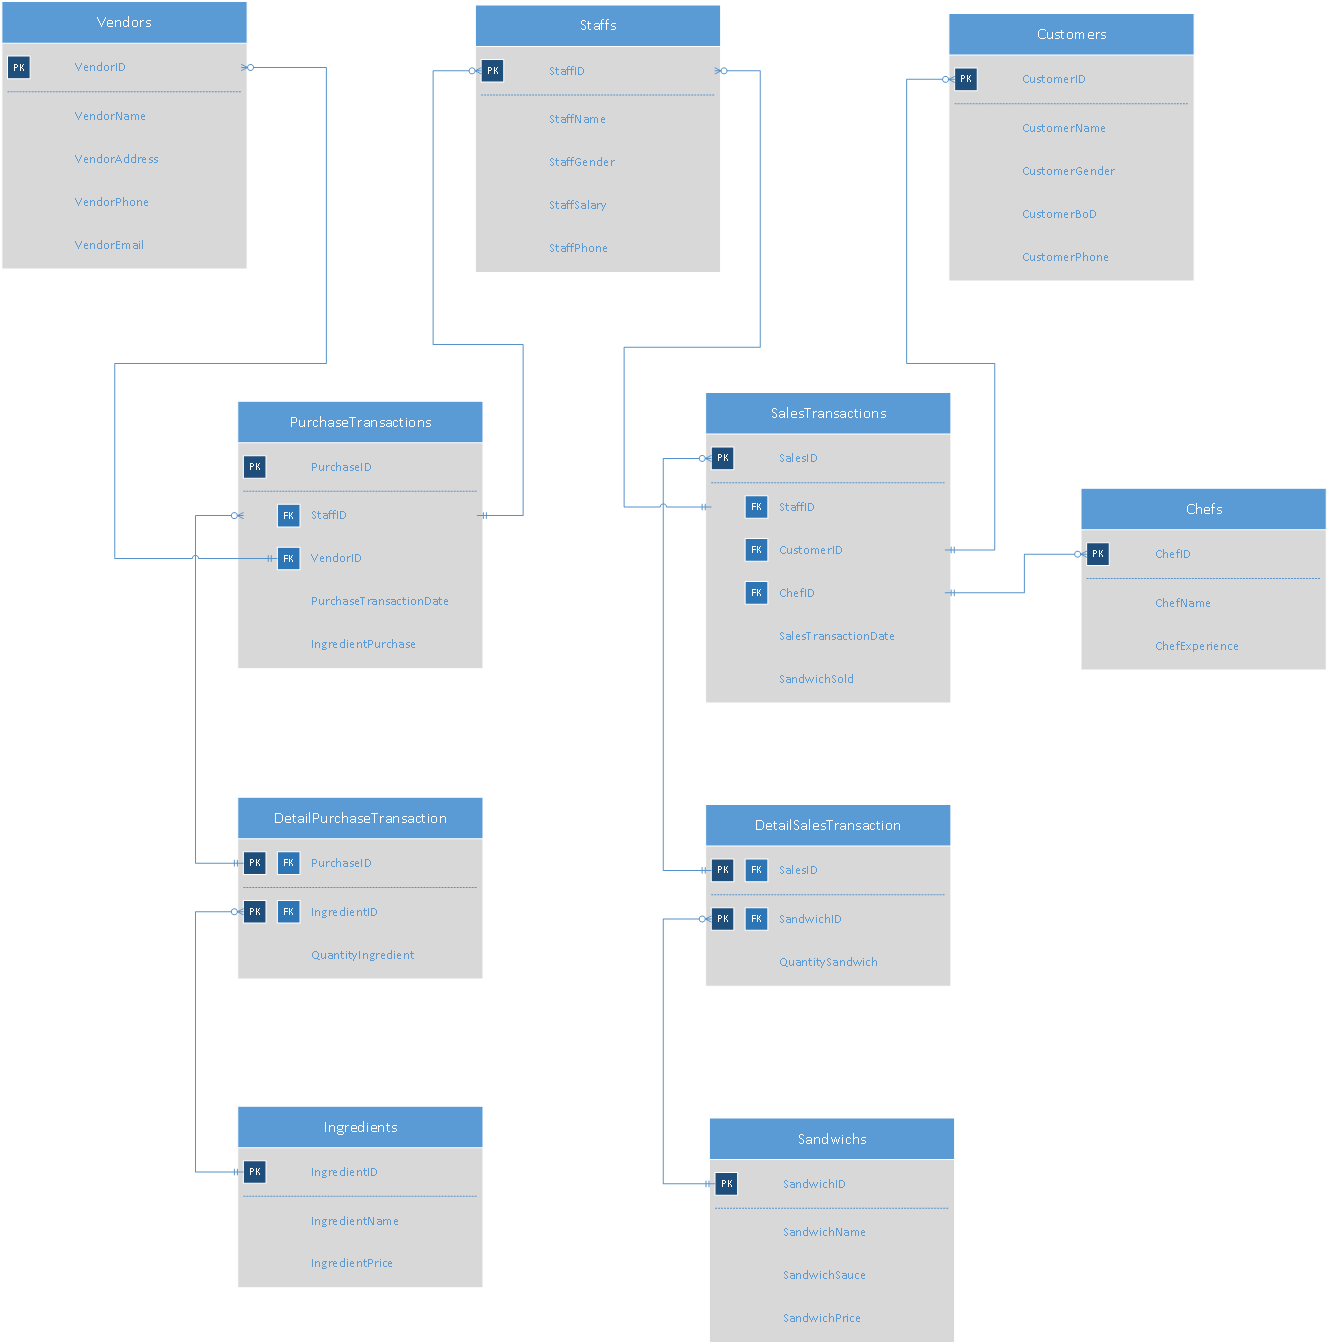 Vendors
PK VendorID
VendorName
VendorAddress
VendorPhone
VendorEmail
Staffs
PK StaffID
StaffName
StaffGender
StaffSalary
StaffPhone
Customers
PK CustomerID
CustomerName
CustomerGender
CustomerBoD
CustomerPhone
PurchaseTransactions
PK PurchaseID
FK StaffID
FK VendorID
PurchaseTransactionDate
IngredientPurchase
SalesTransactions
PK SalesID
FK StaffID
FK CustomerID
FK ChefID
SalesTransactionDate
SandwichSold
Chefs
PK ChefID
ChefName
ChefExperience
DetailPurchaseTransaction
PK FK PurchaseID
PK FK IngredientID
QuantityIngredient
DetailSalesTransaction
PK FK SalesID
PK FK SandwichID
QuantitySandwich
Ingredients
PK IngredientID
IngredientName
IngredientPrice
Sandwichs
PK SandwichID
SandwichName
SandwichSauce
SandwichPrice